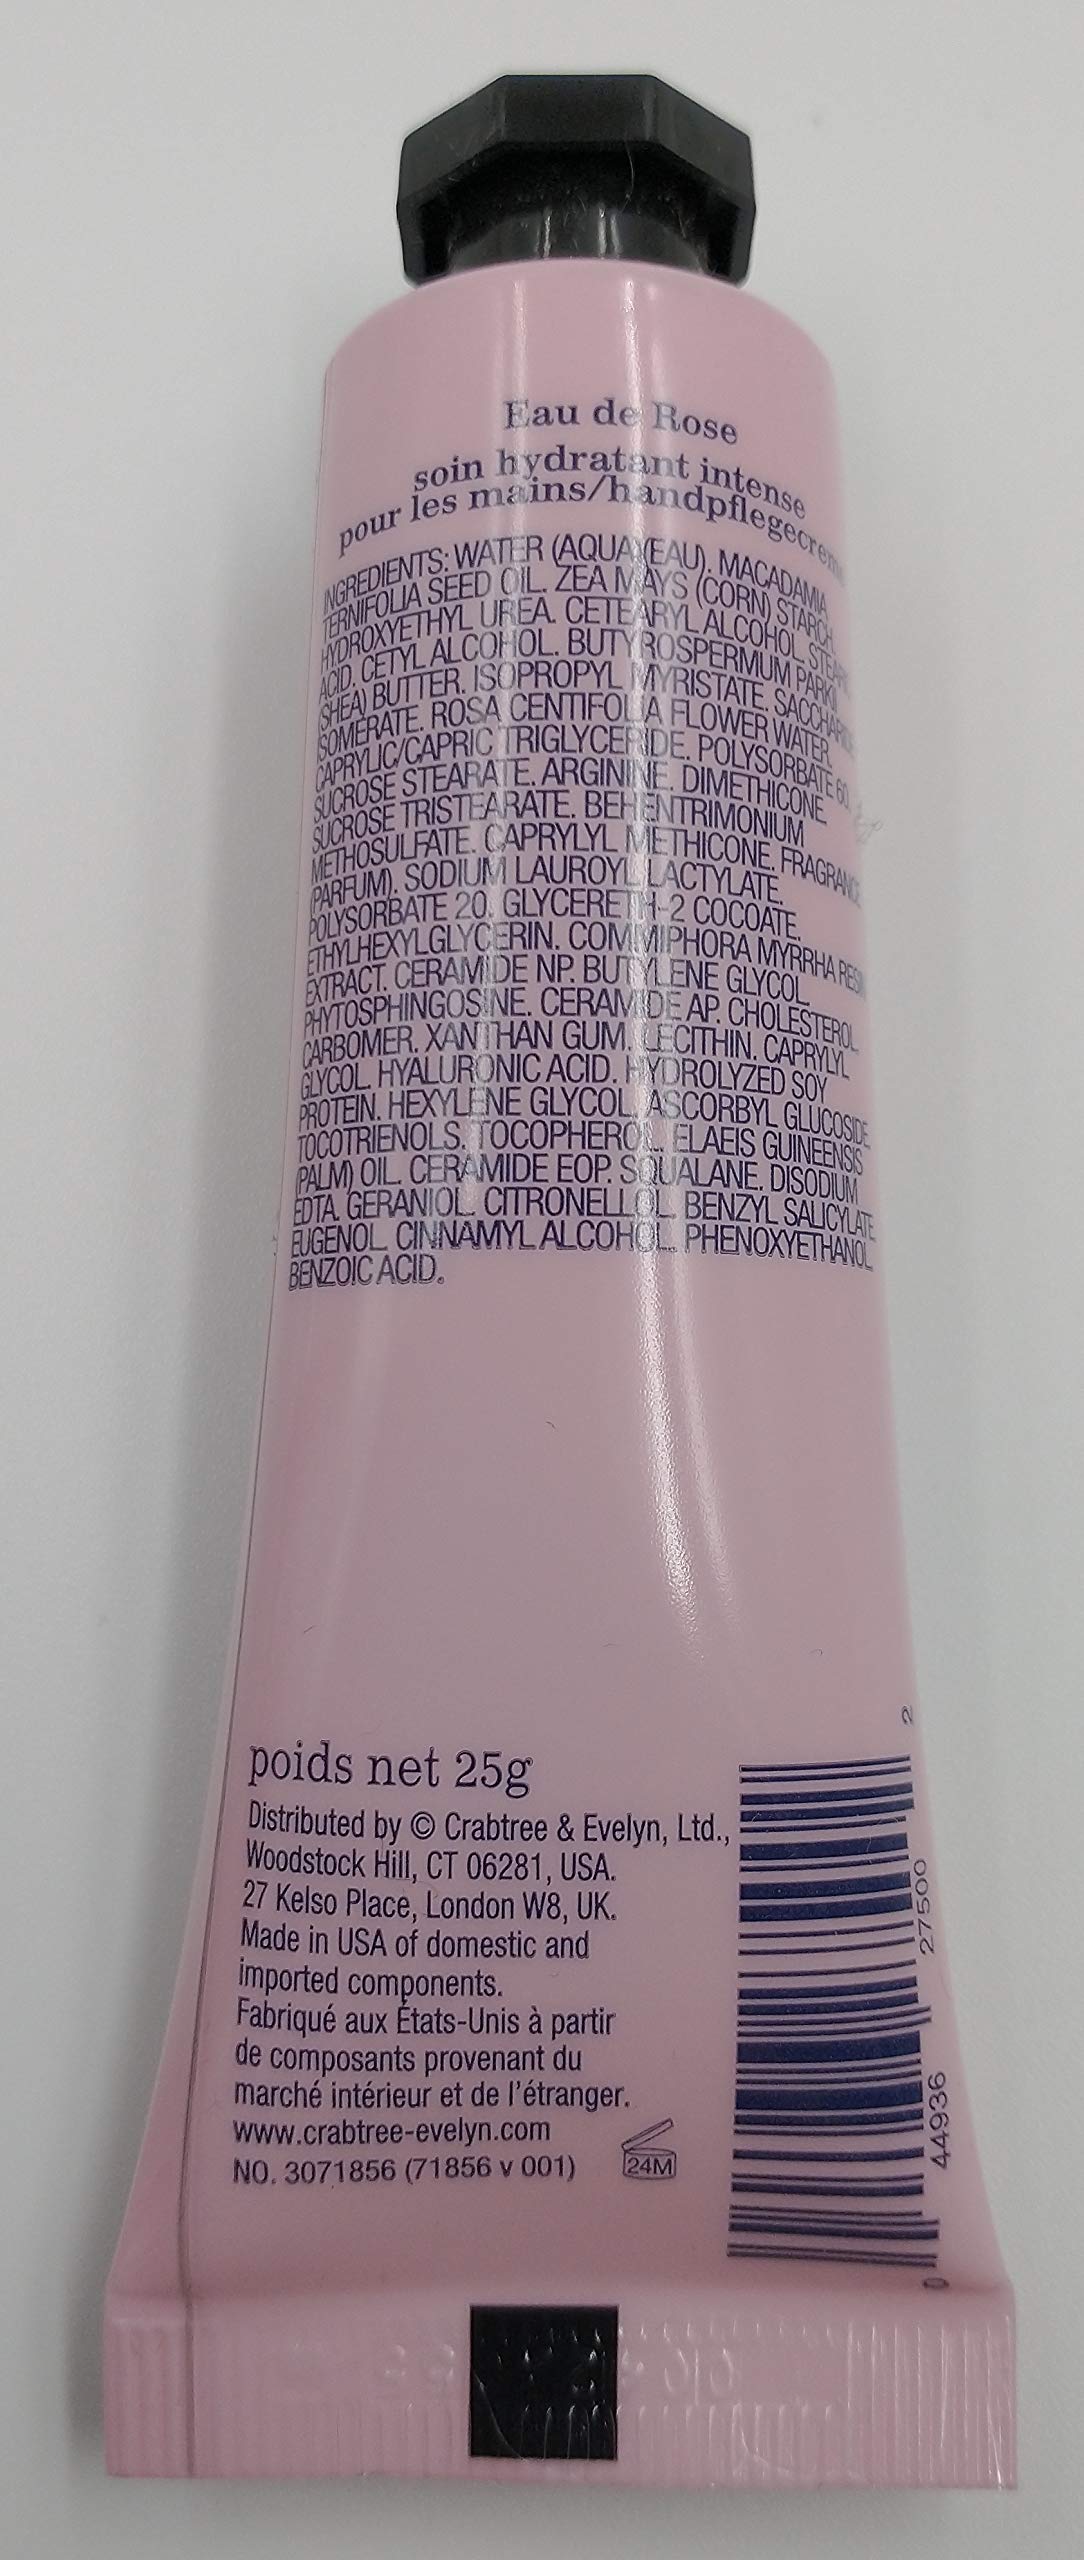 Eau de Rose
soin hydratant intense
pour les mains/handpflegecreme
INGREDIENTS: WATER (AQUA)(EAU). MACADAMIA
TERNIFOLIA SEED OIL. ZEA MAYS (CORN) STARCH.
HYDROXYETHYL UREA. CETEARYL ALCOHOL. STEARIC
ACID. CETYL ALCOHOL. BUTYROSPERMUM PARKII
(SHEA) BUTTER. ISOPROPYL MYRISTATE. SACCHARIDE
ISOMERATE. ROSA CENTIFOLIA FLOWER WATER.
CAPRYLIC/CAPRIC TRIGLYCERIDE. POLYSORBATE 60.
SUCROSE STEARATE. ARGININE. DIMETHICONE.
SUCROSE TRISTEARATE. BEHENTRIMONIUM
METHOSULFATE. CAPRYLYL METHICONE. FRAGRANCE
(PARFUM). SODIUM LAUROYL LACTYLATE.
POLYSORBATE 20. GLYCERETH-2 COCOATE.
ETHYLHEXYLGLYCERIN. COMMIPHORA MYRRHA RESIN
EXTRACT. CERAMIDE NP. BUTYLENE GLYCOL.
PHYTOSPHINGOSINE. CERAMIDE AP. CHOLESTEROL.
CARBOMER. XANTHAN GUM. LECITHIN. CAPRYLYL
GLYCOL. HYALURONIC ACID. HYDROLYZED SOY
PROTEIN. HEXYLENE GLYCOL. ASCORBYL GLUCOSIDE.
TOCOTRIENOLS. TOCOPHEROL. ELAEIS GUINEENSIS
(PALM) OIL. CERAMIDE EOP. SQUALANE. DISODIUM
EDTA. GERANIOL. CITRONELLOL. BENZYL SALICYLATE.
EUGENOL. CINNAMYL ALCOHOL. PHENOXYETHANOL.
BENZOIC ACID.
poids net 25g
Distributed by © Crabtree & Evelyn, Ltd.,
Woodstock Hill, CT 06281, USA.
27 Kelso Place, London W8, UK.
Made in USA of domestic and
imported components.
Fabriqué aux États-Unis à partir
de composants provenant du
marché intérieur et de l'étranger.
www.crabtree-evelyn.com
NO. 3071856 (71856 v 001)
24M
0 44936 27500 2